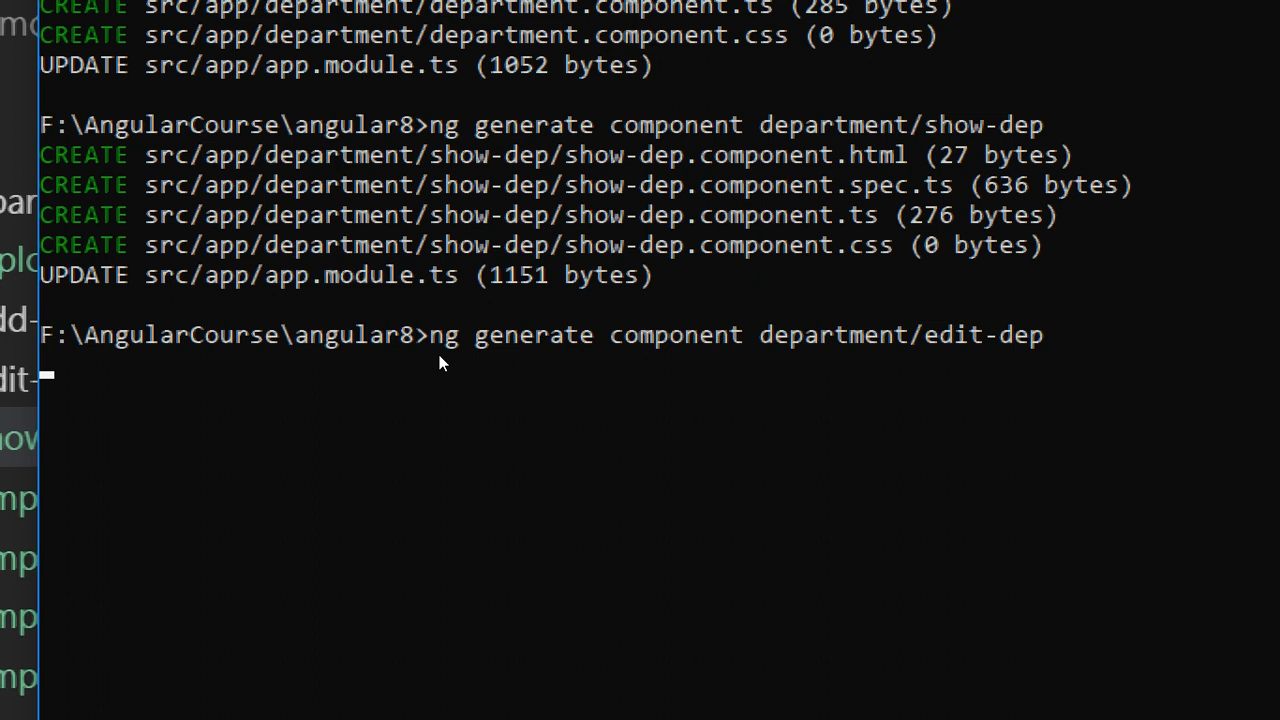 CREATE src/app/department/department.component.ts (285 bytes)
CREATE src/app/department/department.component.css (0 bytes)
UPDATE src/app/app.module.ts (1052 bytes)
F:\AngularCourse\angular8>ng generate component department/show-dep
CREATE src/app/department/show-dep/show-dep.component.html (27 bytes)
CREATE src/app/department/show-dep/show-dep.component.spec.ts (636 bytes)
CREATE src/app/department/show-dep/show-dep.component.ts (276 bytes)
CREATE src/app/department/show-dep/show-dep.component.css (0 bytes)
UPDATE src/app/app.module.ts (1151 bytes)
F:\AngularCourse\angular8>ng generate component department/edit-dep